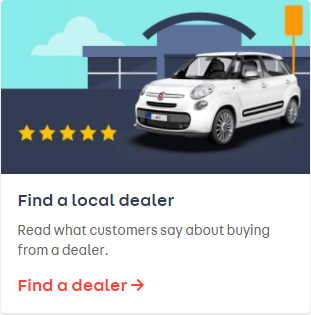 Find a local dealer
Read what customers say about buying
from a dealer.
Find a dealer →